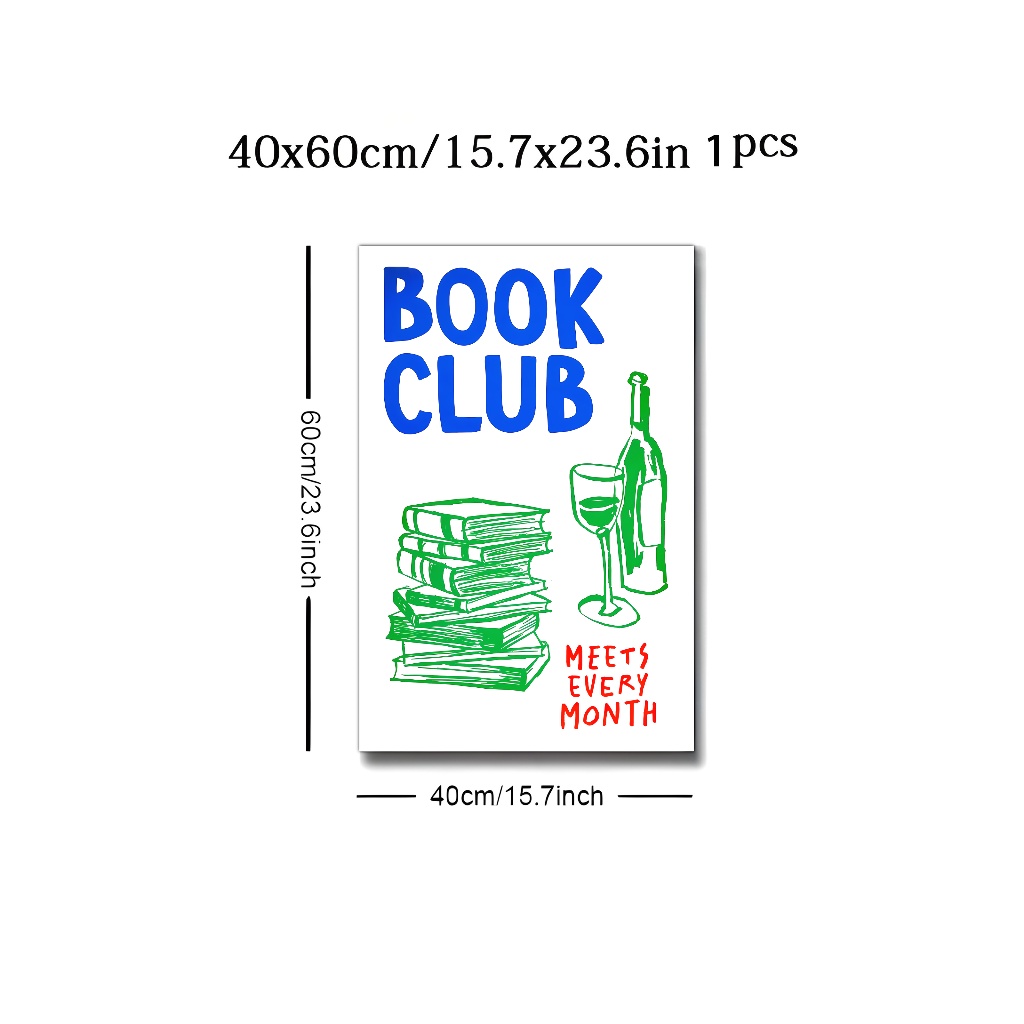 40x60cm/15.7x23.6in 1pcs
BOOK
CLUB
60cm/23.6inch
MEETS
EVERY
MONTH
40cm/15.7inch